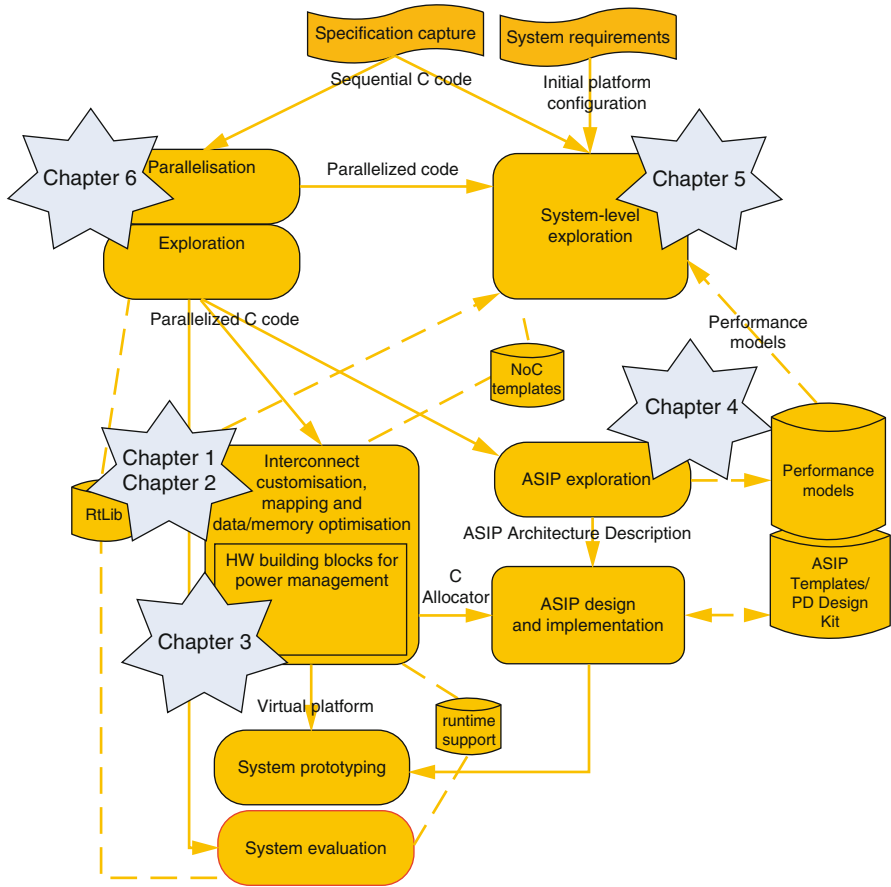 Specification capture
System requirements
Sequential C code
Initial platform
configuration
Chapter 6
Parallelisation
Parallelized code
Chapter 5
System-level
exploration
Exploration
Parallelized C code
Performance
models
NoC
templates
Chapter 4
Chapter 1
Chapter 2
Interconnect
customisation,
mapping and
data/memory optimisation
ASIP exploration
Performance
models
RtLib
ASIP Architecture Description
HW building blocks for
power management
C
Allocator
ASIP design
and implementation
ASIP
Templates/
PD Design
Kit
Chapter 3
Virtual platform
runtime
support
System prototyping
System evaluation